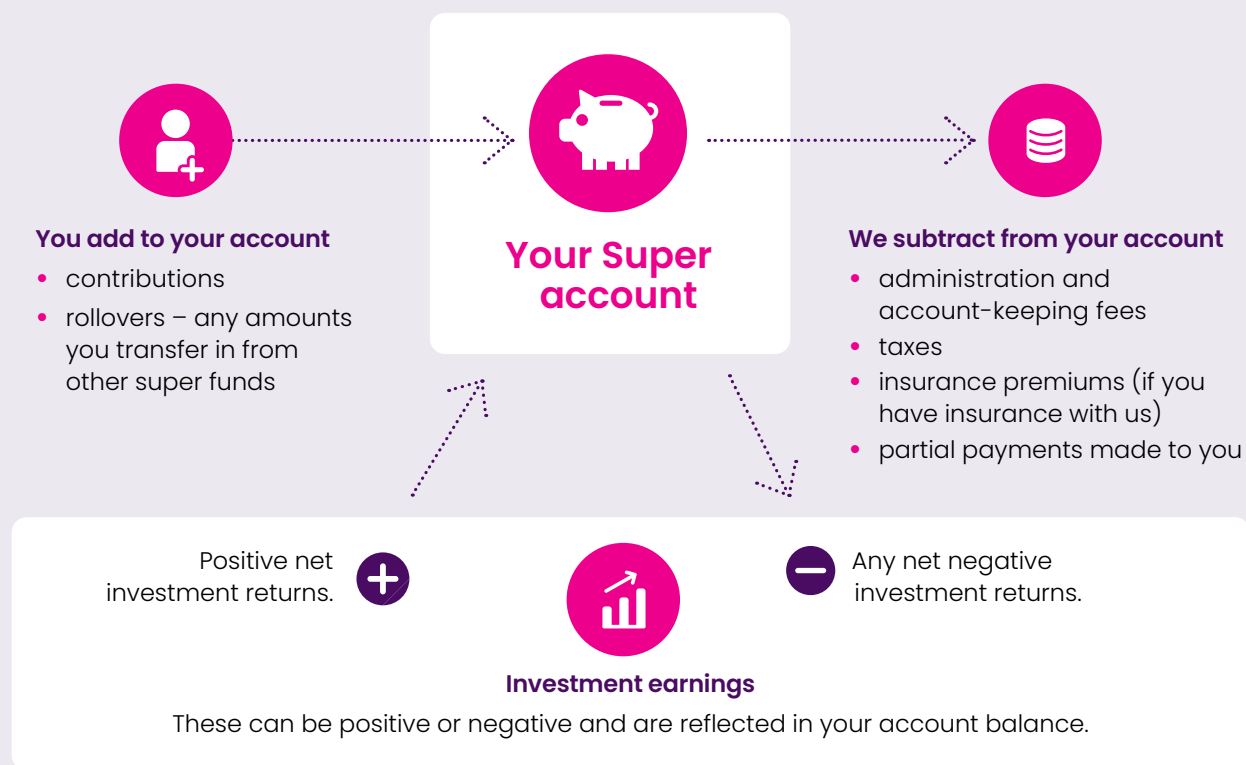 You add to your account
• contributions
• rollovers – any amounts
you transfer in from
other super funds
Your Super
account
We subtract from your account
• administration and
account-keeping fees
• taxes
• insurance premiums (if you
have insurance with us)
• partial payments made to you
Positive net
investment returns.
Any net negative
investment returns.
Investment earnings
These can be positive or negative and are reflected in your account balance.